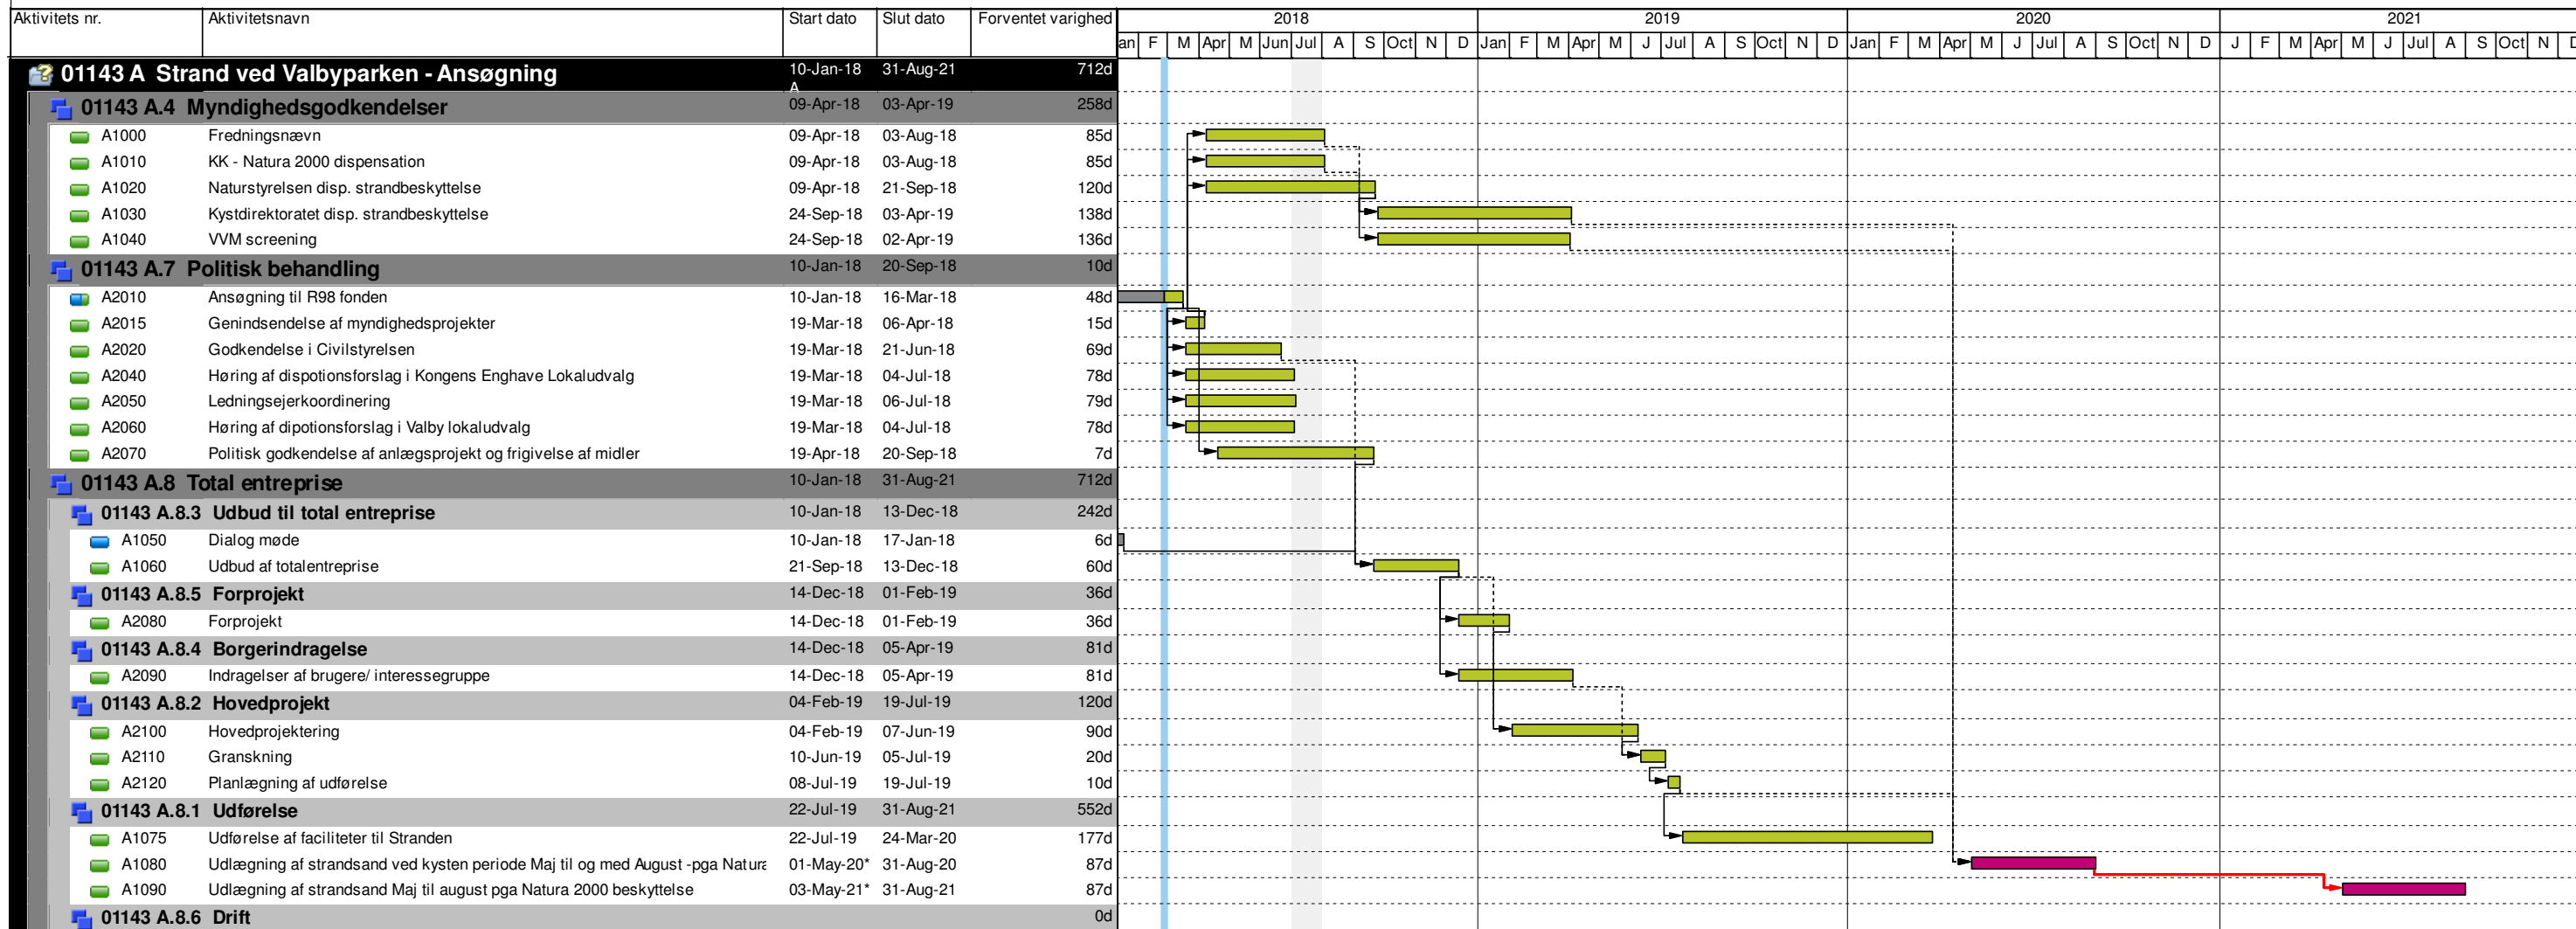 Aktivitets nr. Aktivitetsnavn Start dato Slut dato Forventet varighed 2018 2019 2020 2021
an F M Apr M Jun Jul A S Oct N D Jan F M Apr M J Jul A S Oct N D Jan F M Apr M J Jul A S Oct N D J F M Apr M J Jul A S Oct N D
01143 A Strand ved Valbyparken - Ansøgning 10-Jan-18 A 31-Aug-21 712d
01143 A.4 Myndighedsgodkendelser 09-Apr-18 03-Apr-19 258d
A1000 Fredningsnævn 09-Apr-18 03-Aug-18 85d
A1010 KK - Natura 2000 dispensation 09-Apr-18 03-Aug-18 85d
A1020 Naturstyrelsen disp. strandbeskyttelse 09-Apr-18 21-Sep-18 120d
A1030 Kystdirektoratet disp. strandbeskyttelse 24-Sep-18 03-Apr-19 138d
A1040 VVM screening 24-Sep-18 02-Apr-19 136d
01143 A.7 Politisk behandling 10-Jan-18 20-Sep-18 10d
A2010 Ansøgning til R98 fonden 10-Jan-18 16-Mar-18 48d
A2015 Genindsendelse af myndighedsprojekter 19-Mar-18 06-Apr-18 15d
A2020 Godkendelse i Civilstyrelsen 19-Mar-18 21-Jun-18 69d
A2040 Høring af dispotionsforslag i Kongens Enghave Lokaludvalg 19-Mar-18 04-Jul-18 78d
A2050 Ledningsejerkoordinering 19-Mar-18 06-Jul-18 79d
A2060 Høring af dipotionsforslag i Valby lokaludvalg 19-Mar-18 04-Jul-18 78d
A2070 Politisk godkendelse af anlægsprojekt og frigivelse af midler 19-Apr-18 20-Sep-18 7d
01143 A.8 Total entreprise 10-Jan-18 31-Aug-21 712d
01143 A.8.3 Udbud til total entreprise 10-Jan-18 13-Dec-18 242d
A1050 Dialog møde 10-Jan-18 17-Jan-18 6d
A1060 Udbud af totalentreprise 21-Sep-18 13-Dec-18 60d
01143 A.8.5 Forprojekt 14-Dec-18 01-Feb-19 36d
A2080 Forprojekt 14-Dec-18 01-Feb-19 36d
01143 A.8.4 Borgerindragelse 14-Dec-18 05-Apr-19 81d
A2090 Indragelser af brugere/ interessegruppe 14-Dec-18 05-Apr-19 81d
01143 A.8.2 Hovedprojekt 04-Feb-19 19-Jul-19 120d
A2100 Hovedprojektering 04-Feb-19 07-Jun-19 90d
A2110 Granskning 10-Jun-19 05-Jul-19 20d
A2120 Planlægning af udførelse 08-Jul-19 19-Jul-19 10d
01143 A.8.1 Udførelse 22-Jul-19 31-Aug-21 552d
A1075 Udførelse af faciliteter til Stranden 22-Jul-19 24-Mar-20 177d
A1080 Udlægning af strandsand ved kysten periode Maj til og med August -pga Natura 01-May-20* 31-Aug-20 87d
A1090 Udlægning af strandsand Maj til august pga Natura 2000 beskyttelse 03-May-21* 31-Aug-21 87d
01143 A.8.6 Drift 0d